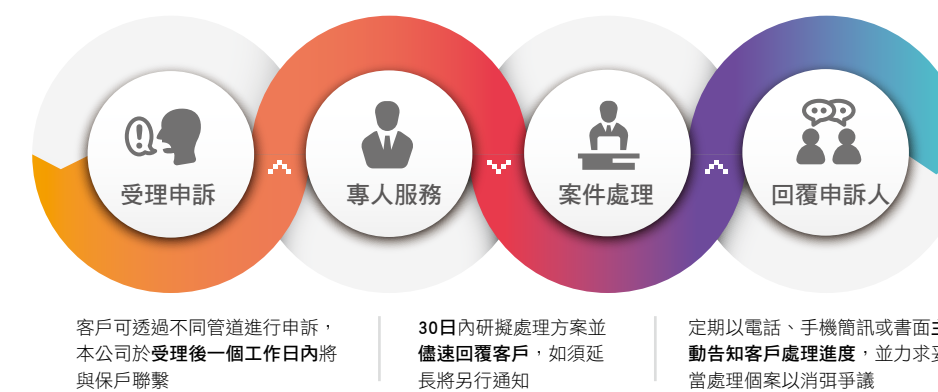 受理申訴
專人服務
案件處理
回覆申訴人
客戶可透過不同管道進行申訴，
本公司於受理後一個工作日內將
與保戶聯繫
30日內研擬處理方案並
儘速回覆客戶，如須延
長將另行通知
定期以電話、手機簡訊或書面主
動告知客戶處理進度，並力求妥
當處理個案以消弭爭議